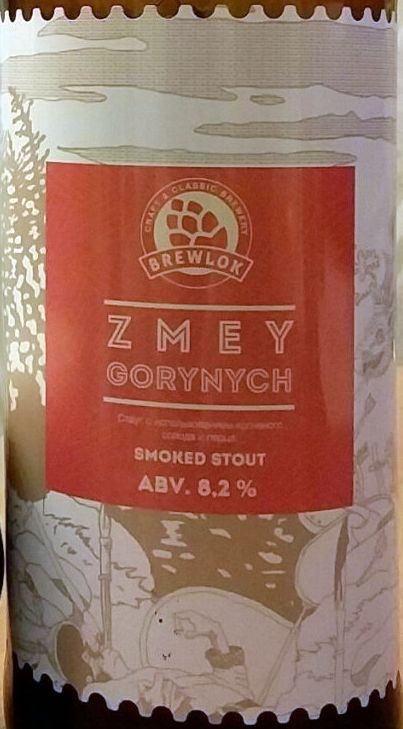 CRAFT & CLASSIC BREWERY
BREWLOK
ZMEY
GORYNYCH
Стаут с использованием копченого
солода и перца
SMOKED STOUT
ABV. 8,2 %